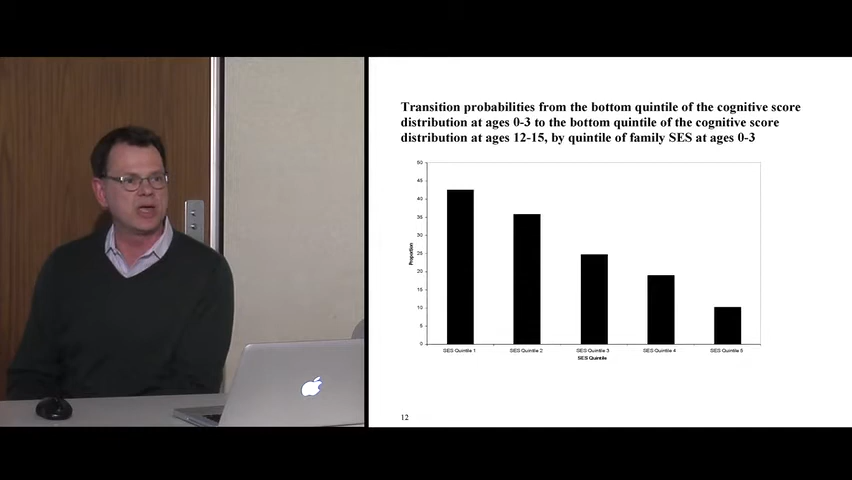 Transition probabilities from the bottom quintile of the cognitive score
distribution at ages 0-3 to the bottom quintile of the cognitive score
distribution at ages 12-15, by quintile of family SES at ages 0-3
50
45
40
35
30
25
20
15
10
5
0
Proportion
SES Quintile 1 SES Quintile 2 SES Quintile 3 SES Quintile 4 SES Quintile 5
SES Quintile
12